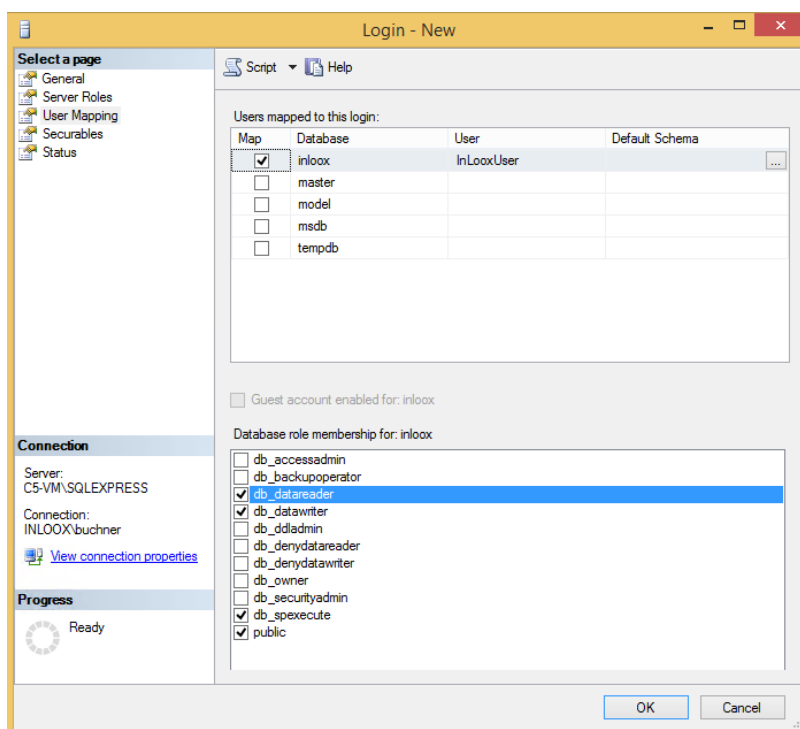 Login - New
Select a page
General
Server Roles
User Mapping
Securables
Status
Script
Help
Users mapped to this login:
Map Database User Default Schema
inloox InLooxUser ...
master
model
msdb
tempdb
Guest account enabled for: inloox
Database role membership for: inloox
db_accessadmin
db_backupoperator
db_datareader
db_datawriter
db_ddladmin
db_denydatareader
db_denydatawriter
db_owner
db_securityadmin
db_spexecute
public
Connection
Server:
C5-VM\SQLEXPRESS
Connection:
INLOOX\buchner
View connection properties
Progress
Ready
OK Cancel